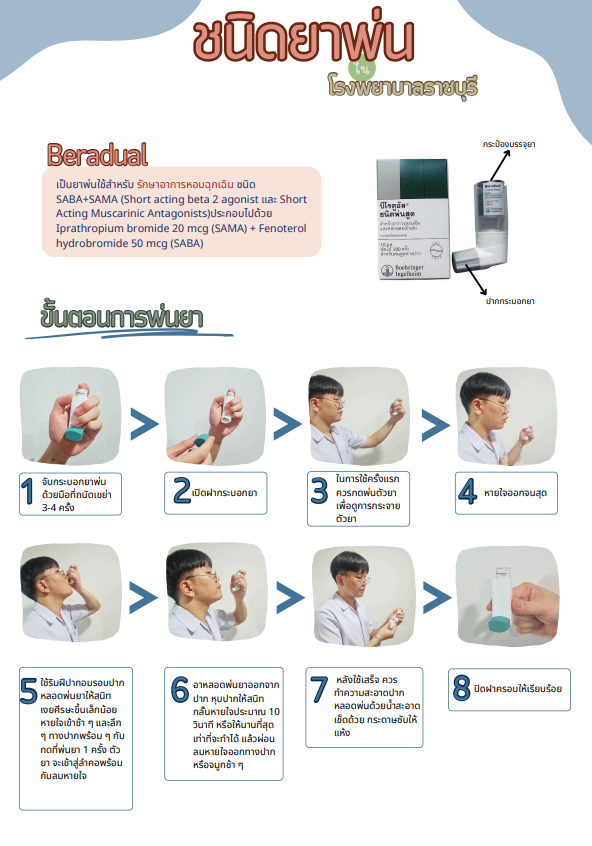 ชนิดยาพ่น
ใน
โรงพยาบาลราชบุรี
Beradual
เป็นยาพ่นใช้สำหรับ รักษาอาการหอบฉุกเฉิน ชนิด
SABA+SAMA (Short acting beta 2 agonist และ Short
Acting Muscarinic Antagonists)ประกอบไปด้วย
Iprathropium bromide 20 mcg (SAMA) + Fenoterol
hydrobromide 50 mcg (SABA)
กระป๋องบรรจุยา
บีโรดูอัล
ชนิดพ่นสูด
Boehringer
Ingelheim
Berodual
ปากกระบอกยา
ขั้นตอนการพ่นยา
1
จับกระบอกยาพ่น
ด้วยมือที่ถนัดเขย่า
3-4 ครั้ง
2
เปิดฝากระบอกยา
3
ในการใช้ครั้งแรก
ควรกดพ่นตัวยา
เพื่อดูการกระจาย
ตัวยา
4
หายใจออกจนสุด
5
ใช้ริมฝีปากอมรอบปาก
หลอดพ่นยาให้สนิท
เงยศีรษะขึ้นเล็กน้อย
หายใจเข้าช้า ๆ และลึก
ๆ ทางปากพร้อม ๆ กับ
กดที่พ่นยา 1 ครั้ง ตัว
ยา จะเข้าสู่ลำคอพร้อม
กับลมหายใจ
6
อาหลอดพ่นยาออกจาก
ปาก หุบปากให้สนิท
กลั้นหายใจประมาณ 10
วินาที หรือให้นานที่สุด
เท่าที่จะทำได้ แล้วผ่อน
ลมหายใจออกทางปาก
หรือจมูกช้า ๆ
7
หลังใช้เสร็จ ควร
ทำความสะอาดปาก
หลอดพ่นด้วยน้ำสะอาด
เช็ดด้วย กระดาษซับให้
แห้ง
8
ปิดฝาครอบให้เรียบร้อย